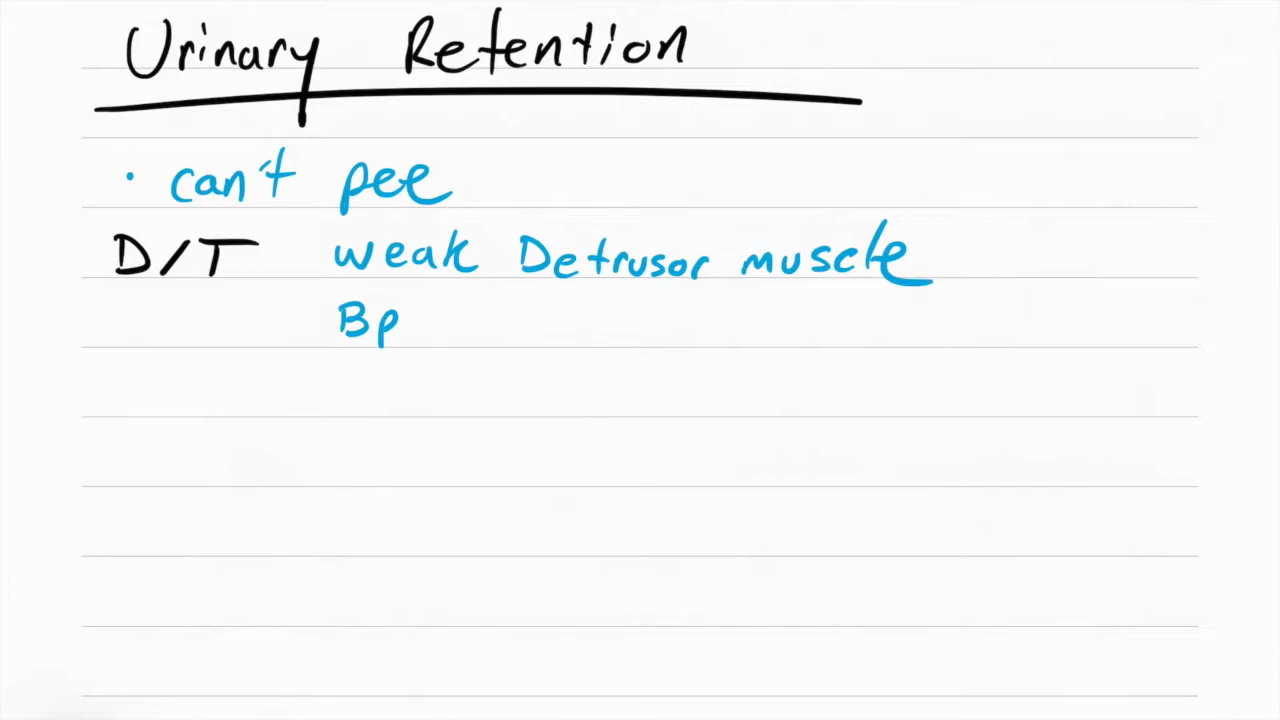 Urinary Retention
• can't pee
D/T weak Detrusor muscle
Bp